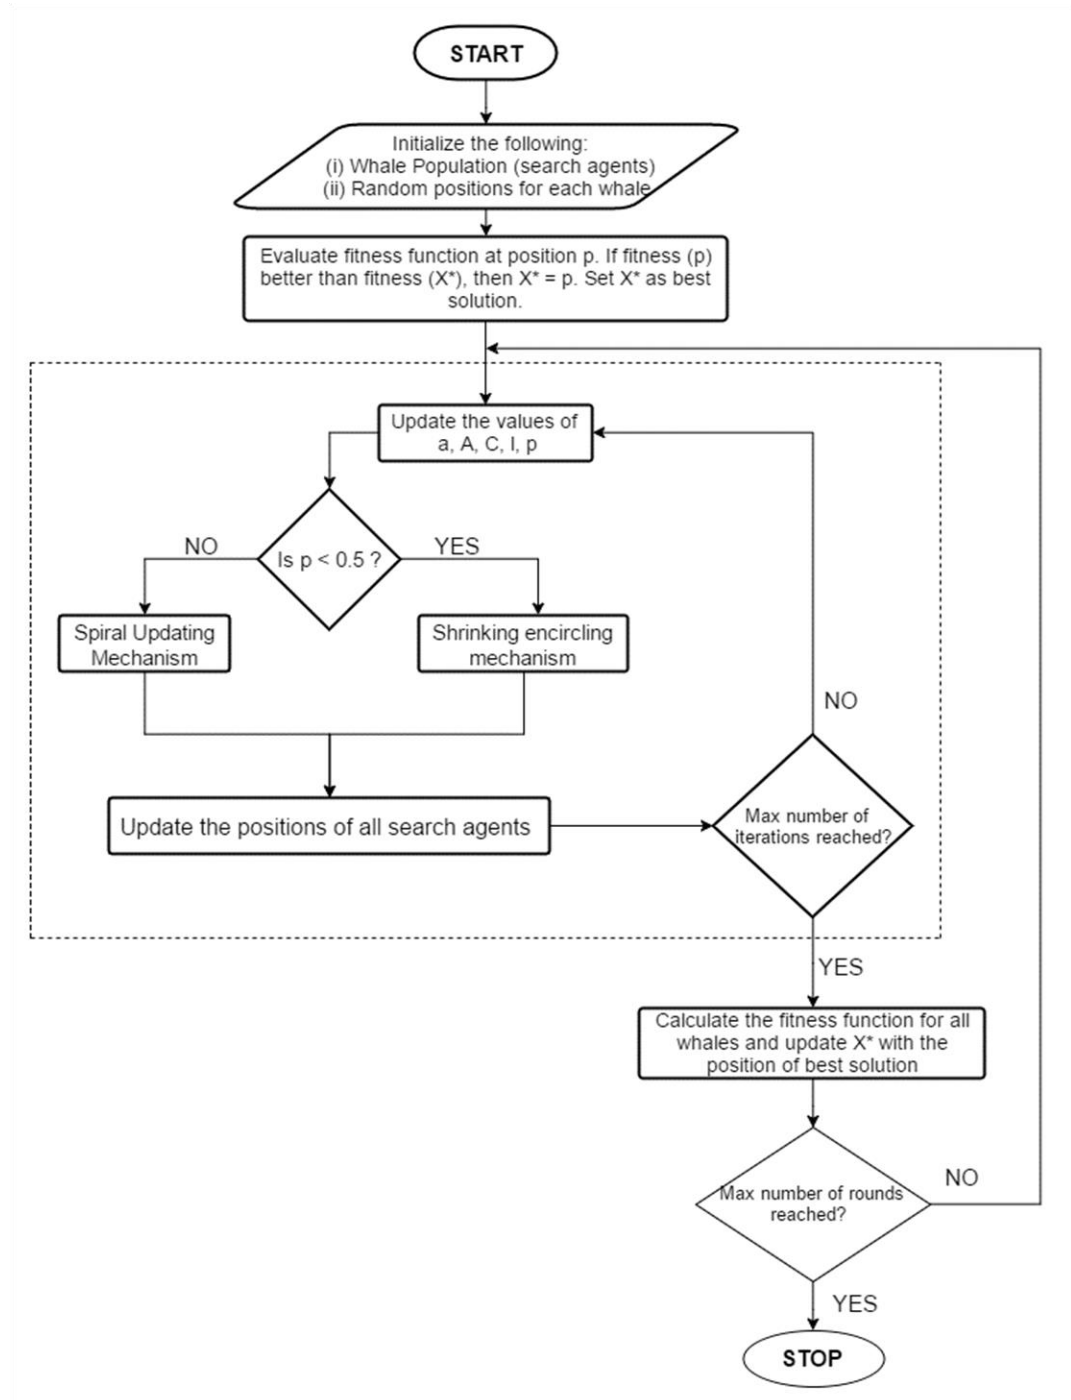 START
Initialize the following:
(i) Whale Population (search agents)
(ii) Random positions for each whale
Evaluate fitness function at position p. If fitness (p)
better than fitness (X*), then X* = p. Set X* as best
solution.
Update the values of
a, A, C, l, p
Is p < 0.5 ?
NO
YES
Spiral Updating
Mechanism
Shrinking encircling
mechanism
NO
Update the positions of all search agents
Max number of
iterations reached?
YES
Calculate the fitness function for all
whales and update X* with the
position of best solution
Max number of rounds
reached?
NO
YES
STOP